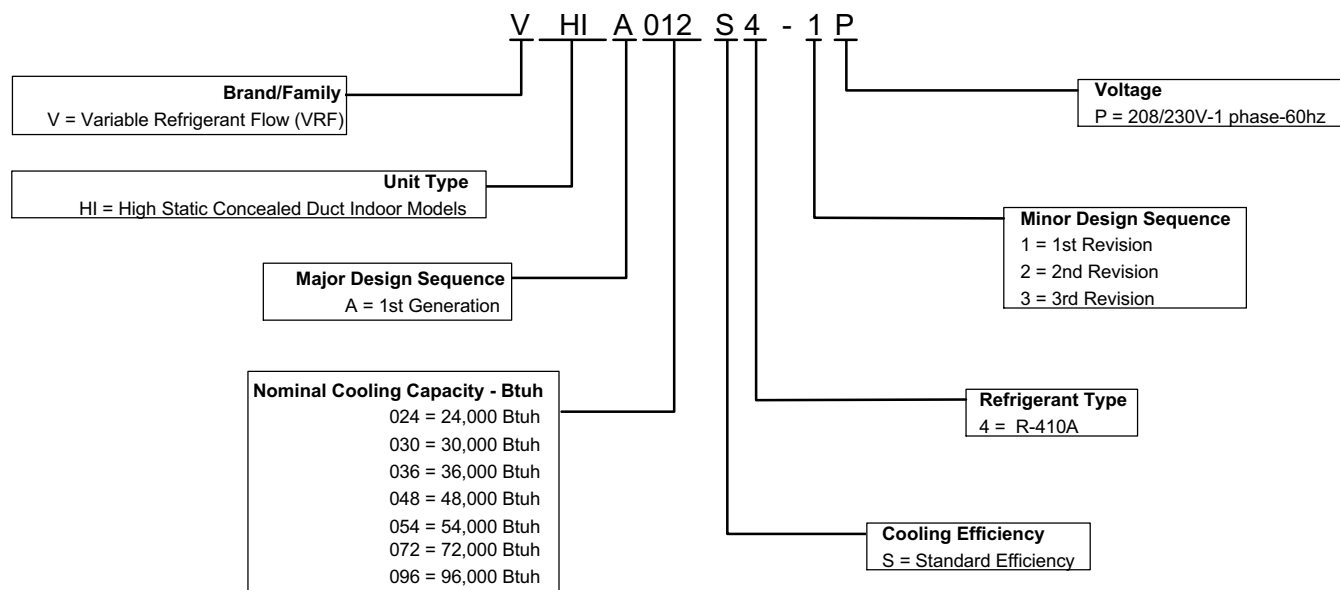 V HI A 012 S 4 - 1 P
Brand/Family
V = Variable Refrigerant Flow (VRF)
Unit Type
HI = High Static Concealed Duct Indoor Models
Major Design Sequence
A = 1st Generation
Nominal Cooling Capacity - Btuh
024 = 24,000 Btuh
030 = 30,000 Btuh
036 = 36,000 Btuh
048 = 48,000 Btuh
054 = 54,000 Btuh
072 = 72,000 Btuh
096 = 96,000 Btuh
Voltage
P = 208/230V-1 phase-60hz
Minor Design Sequence
1 = 1st Revision
2 = 2nd Revision
3 = 3rd Revision
Refrigerant Type
4 = R-410A
Cooling Efficiency
S = Standard Efficiency